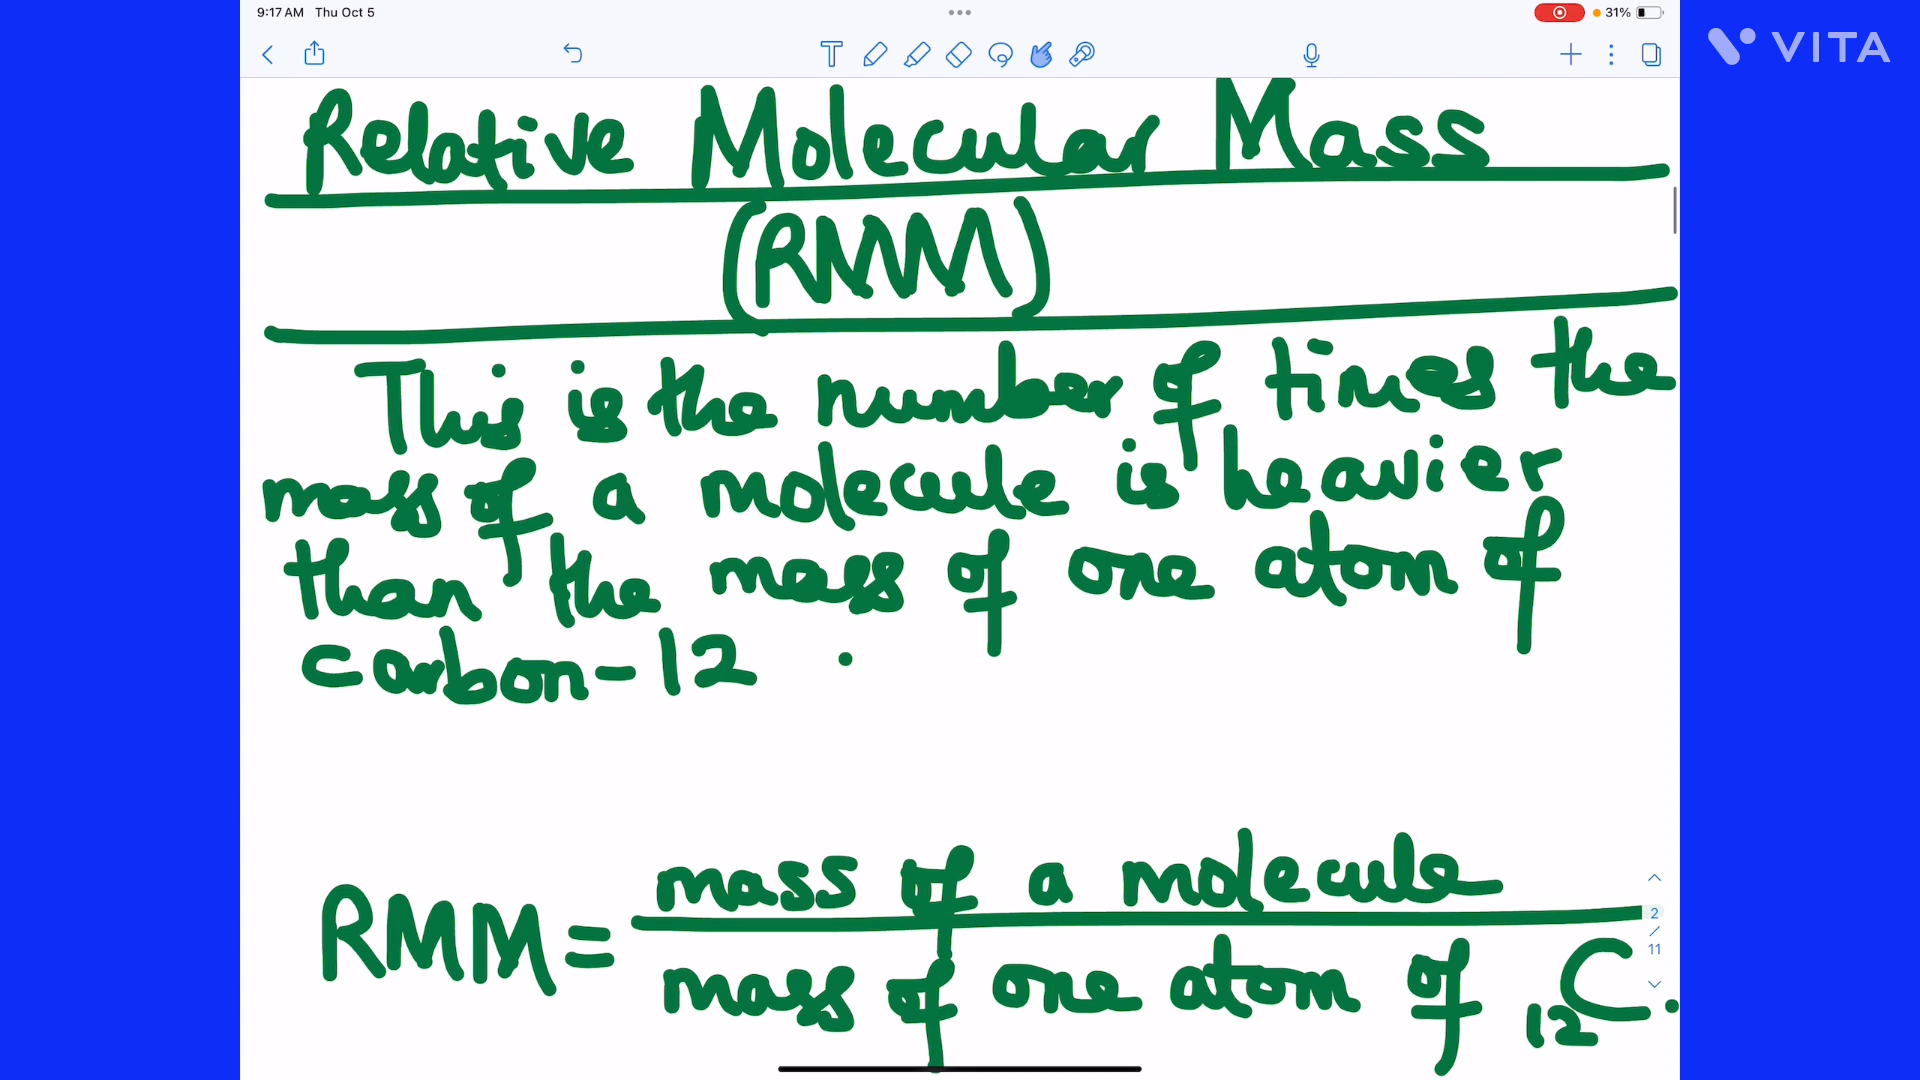 9:17 AM Thu Oct 5
31%
VITA
Relative Molecular Mass
(RMM)
This is the number of times the
mass of a molecule is heavier
than the mass of one atom of
carbon-12 .
RMM = mass of a molecule
mass of one atom of 12C.
2
/
11